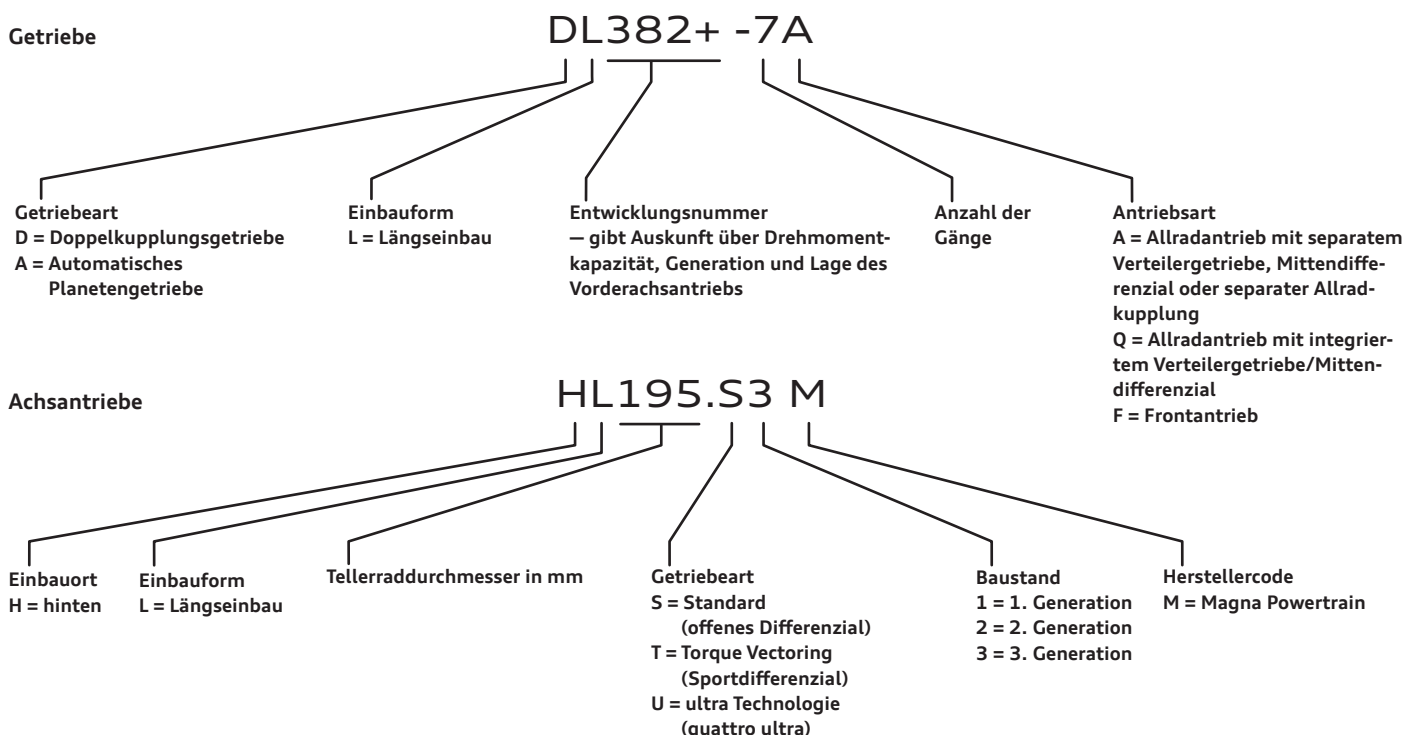 Getriebe
DL382+ -7A
Getriebeart
D = Doppelkupplungsgetriebe
A = Automatisches
Planetengetriebe
Einbauform
L = Längseinbau
Entwicklungsnummer
— gibt Auskunft über Drehmoment-
kapazität, Generation und Lage des
Vorderachsantriebs
Anzahl der
Gänge
Antriebsart
A = Allradantrieb mit separatem
Verteilergetriebe, Mittendiffe-
renzial oder separater Allrad-
kupplung
Q = Allradantrieb mit integrier-
tem Verteilergetriebe/Mitten-
differenzial
F = Frontantrieb
Achsantriebe
HL195.S3 M
Einbauort
H = hinten
Einbauform
L = Längseinbau
Tellerraddurchmesser in mm
Getriebeart
S = Standard
(offenes Differenzial)
T = Torque Vectoring
(Sportdifferenzial)
U = ultra Technologie
(quattro ultra)
Baustand
1 = 1. Generation
2 = 2. Generation
3 = 3. Generation
Herstellercode
M = Magna Powertrain